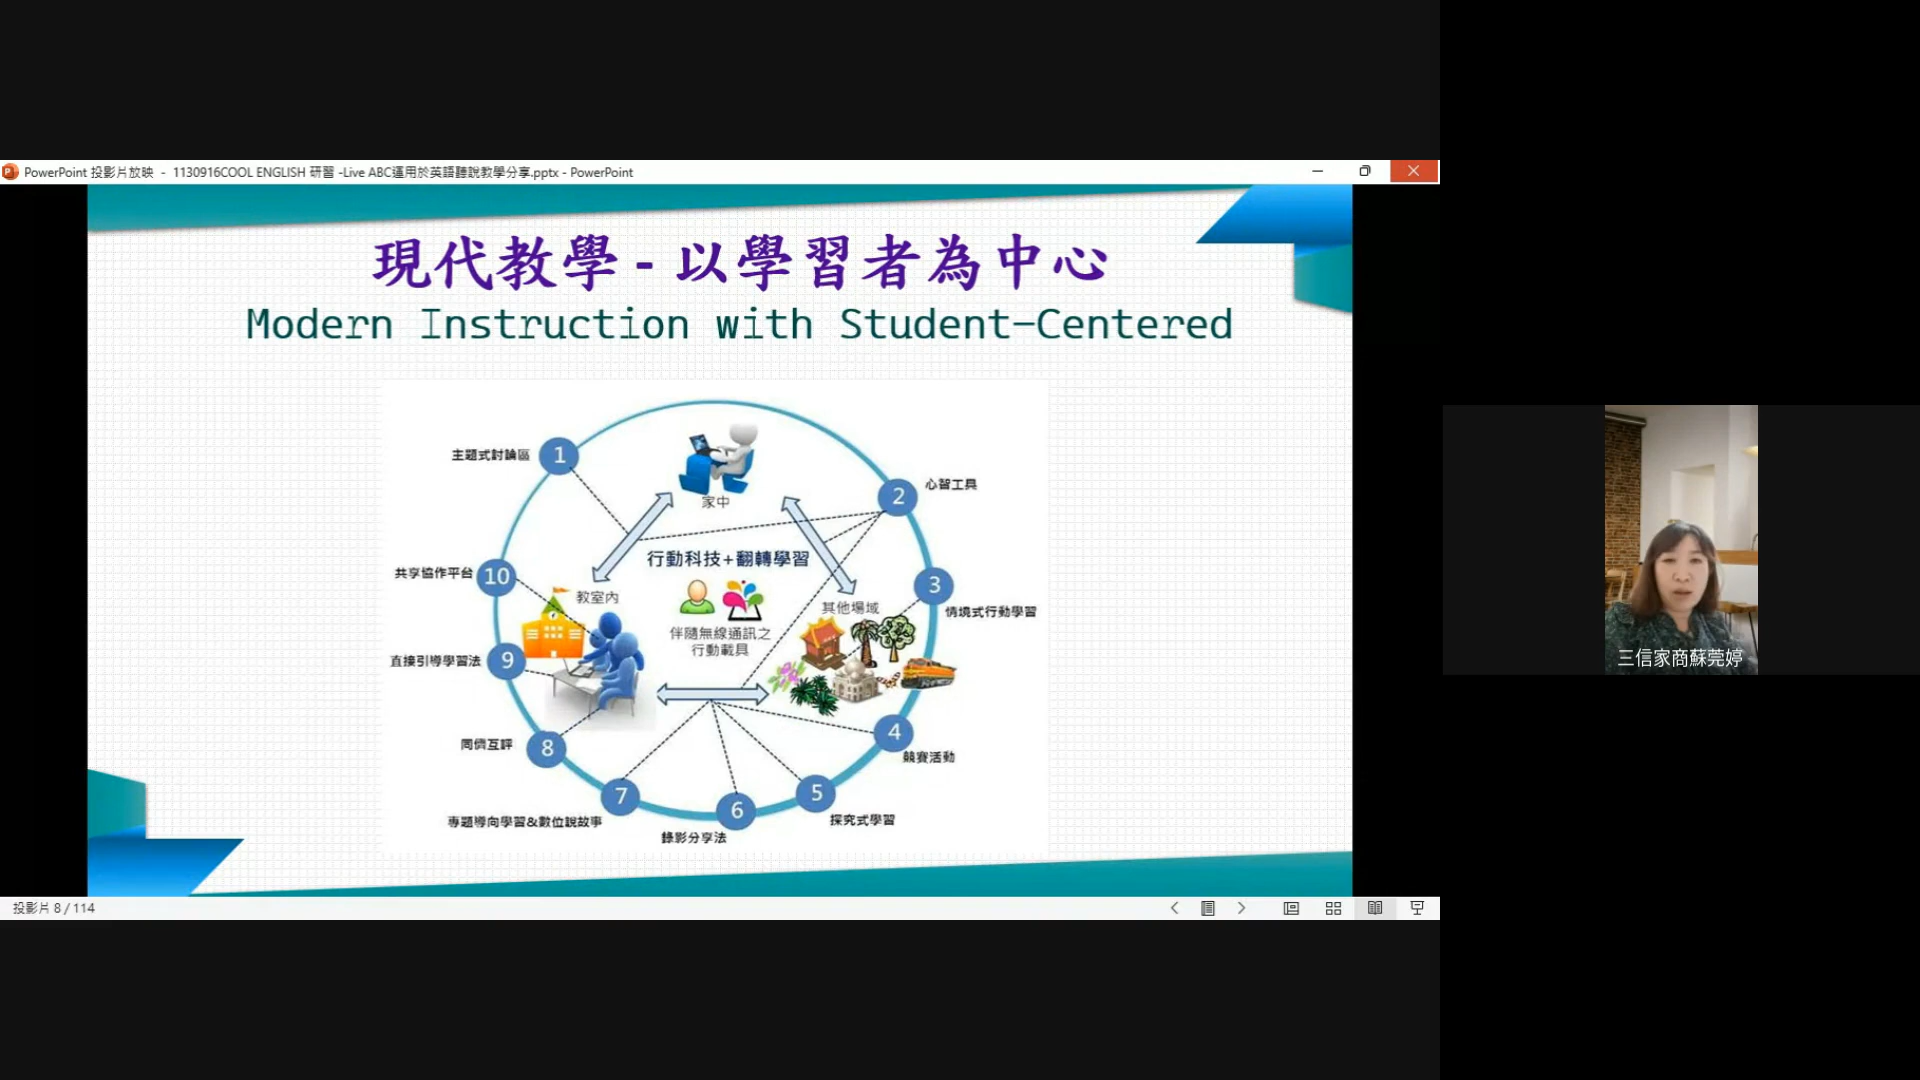 PowerPoint 投影片放映 - 1130916COOL ENGLISH 研習 -Live ABC運用於英語聽說教學分享.pptx - PowerPoint
現代教學 - 以學習者為中心
Modern Instruction with Student-Centered
主題式討論區
1
家中
2
心智工具
行動科技+翻轉學習
共享協作平台
10
教室內
3
其他場域
情境式行動學習
伴隨無線通訊之
行動載具
直接引導學習法
9
4
競賽活動
同儕互評
8
7
專題導向學習&數位說故事
6
錄影分享法
5
探究式學習
三信家商蘇莞婷
投影片 8 / 114